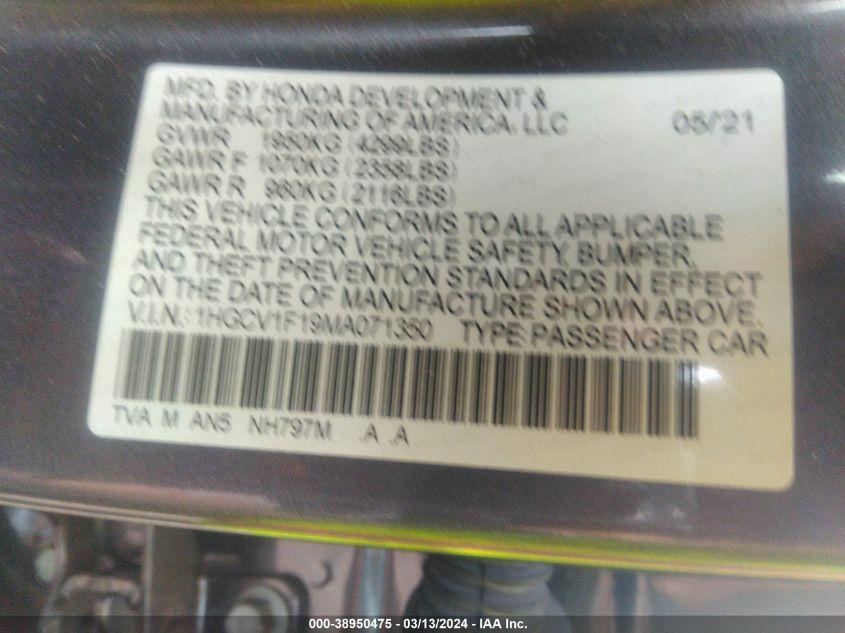 MFD. BY HONDA DEVELOPMENT &
MANUFACTURING OF AMERICA, LLC 05/21
GVWR 1950KG (4299LBS)
GAWR F 1070KG (2358LBS)
GAWR R 960KG (2116LBS)
THIS VEHICLE CONFORMS TO ALL APPLICABLE
FEDERAL MOTOR VEHICLE SAFETY, BUMPER,
AND THEFT PREVENTION STANDARDS IN EFFECT
ON THE DATE OF MANUFACTURE SHOWN ABOVE.
V.I.N.: 1HGCV1F19MA071350 TYPE:PASSENGER CAR
TVA M AN5 NH797M .A .A
000-38950475 - 03/13/2024 - IAA Inc.